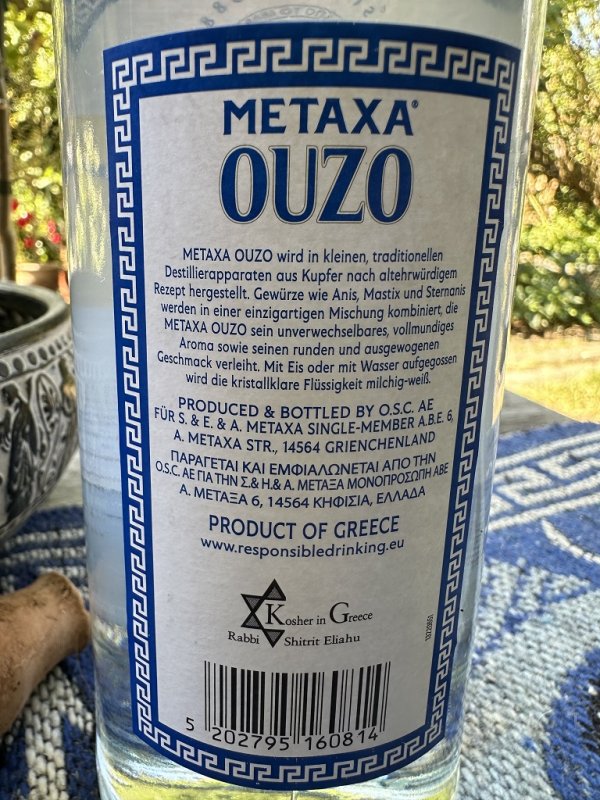 METAXA®
OUZO
METAXA OUZO wird in kleinen, traditionellen
Destillierapparaten aus Kupfer nach altehrwürdigem
Rezept hergestellt. Gewürze wie Anis, Mastix und Sternanis
werden in einer einzigartigen Mischung kombiniert, die
METAXA OUZO sein unverwechselbares, vollmundiges
Aroma sowie seinen runden und ausgewogenen
Geschmack verleiht. Mit Eis oder mit Wasser aufgegossen
wird die kristallklare Flüssigkeit milchig-weiß.
PRODUCED & BOTTLED BY O.S.C. AE
FÜR S. & E. & A. METAXA SINGLE-MEMBER A.B.E. 6,
A. METAXA STR., 14564 GRIENCHENLAND
ΠΑΡΑΓΕΤΑΙ ΚΑΙ ΕΜΦΙΑΛΩΝΕΤΑΙ ΑΠΟ ΤΗΝ
O.S.C. AE ΓΙΑ ΤΗΝ Σ.& Η.& Α. ΜΕΤΑΞΑ ΜΟΝΟΠΡΟΣΩΠΗ ΑΒΕ
Α. ΜΕΤΑΞΑ 6, 14564 ΚΗΦΙΣΙΑ, ΕΛΛΑΔΑ
PRODUCT OF GREECE
www.responsibledrinking.eu
Kosher in Greece
Rabbi Shitrit Eliahu
5 202795 160814